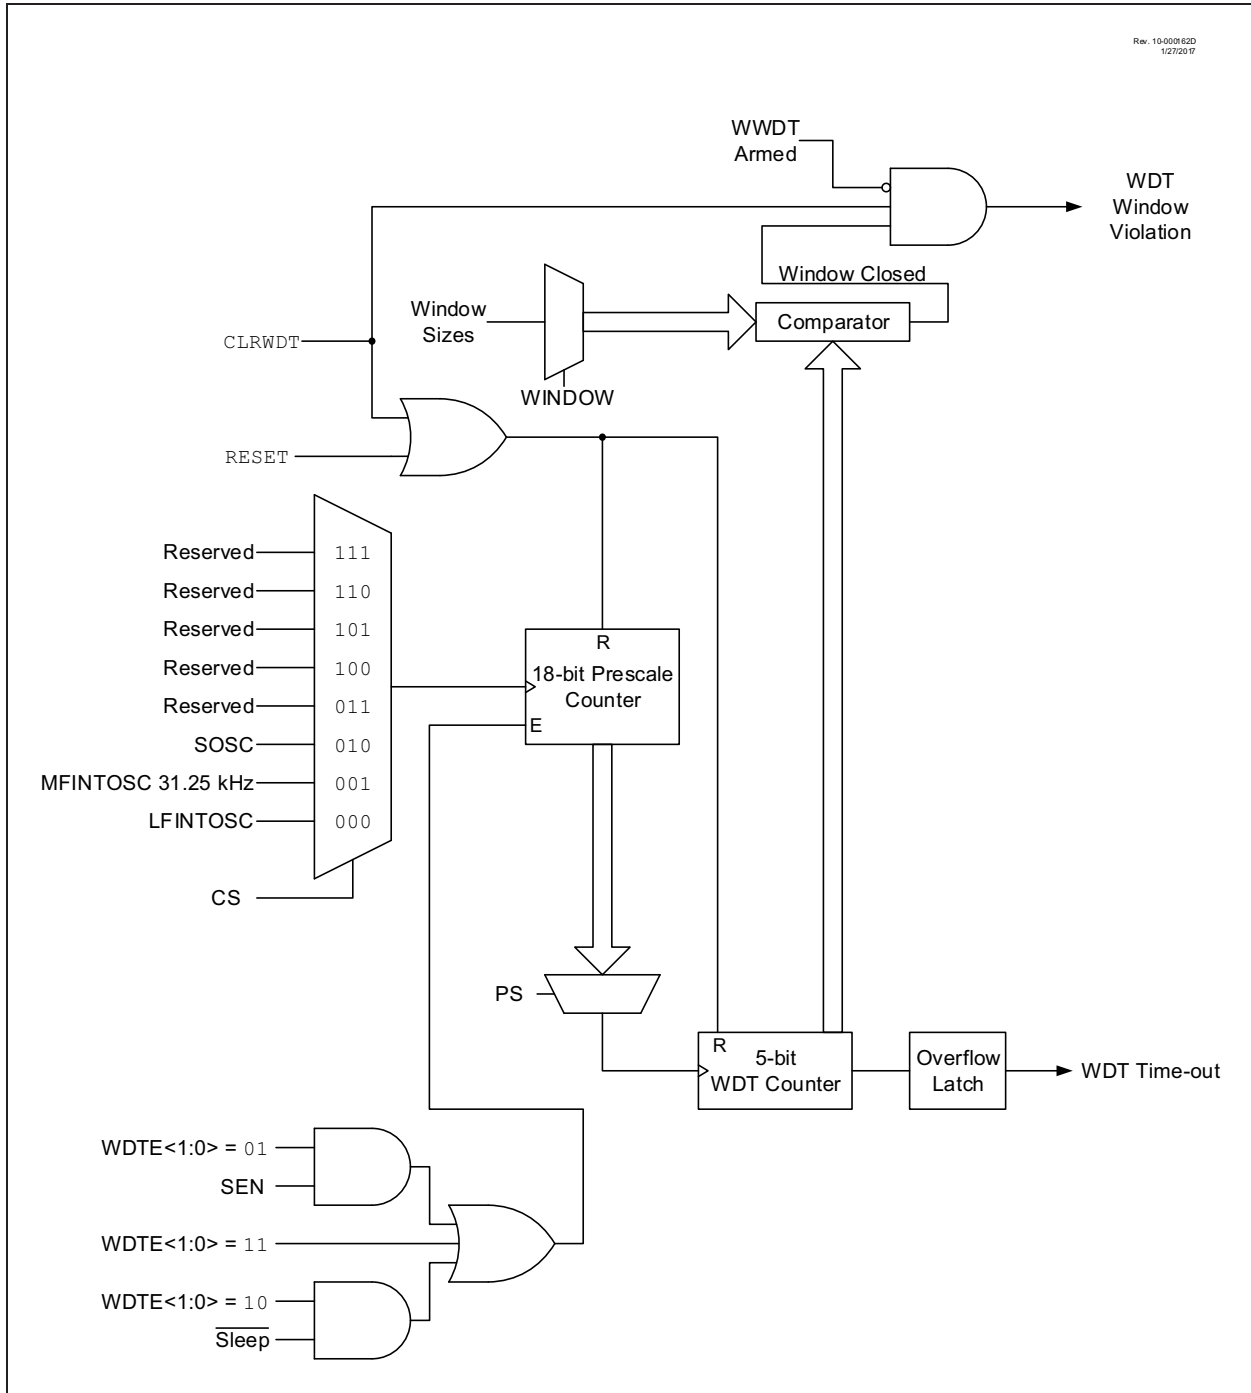 Rev. 10-000162D
1/27/2017
WWDT
Armed
WDT
Window
Violation
Window Closed
Window
Sizes
Comparator
CLRWDT
WINDOW
RESET
Reserved 111
Reserved 110
Reserved 101
Reserved 100
Reserved 011
SOSC 010
MFINTOSC 31.25 kHz 001
LFINTOSC 000
CS
R
18-bit Prescale
Counter
E
PS
R
5-bit
WDT Counter
Overflow
Latch
WDT Time-out
WDTE<1:0> = 01
SEN
WDTE<1:0> = 11
WDTE<1:0> = 10
Sleep